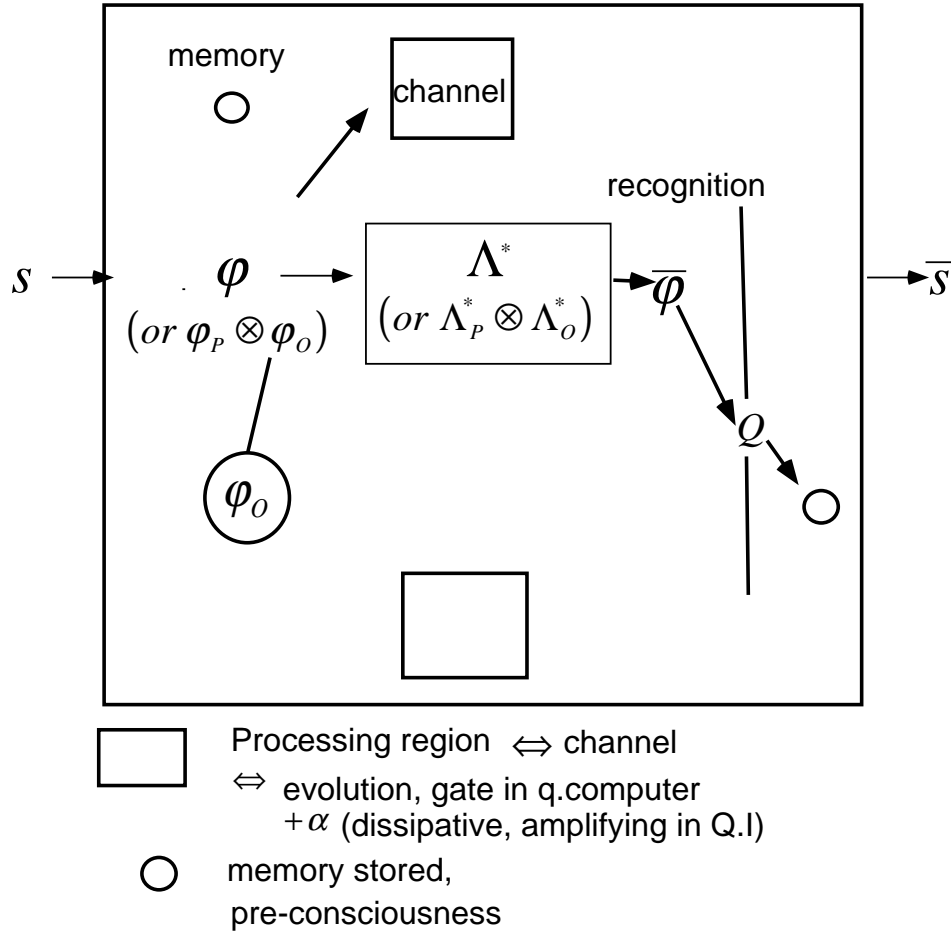 memory
channel
recognition
s
φ
(or φ_P ⊗ φ_O)
Λ*
(or Λ*_P ⊗ Λ*_O)
φ̅
s̅
Q
φ_O
Processing region ⇔ channel
⇔ evolution, gate in q.computer
+α (dissipative, amplifying in Q.I)
memory stored,
pre-consciousness